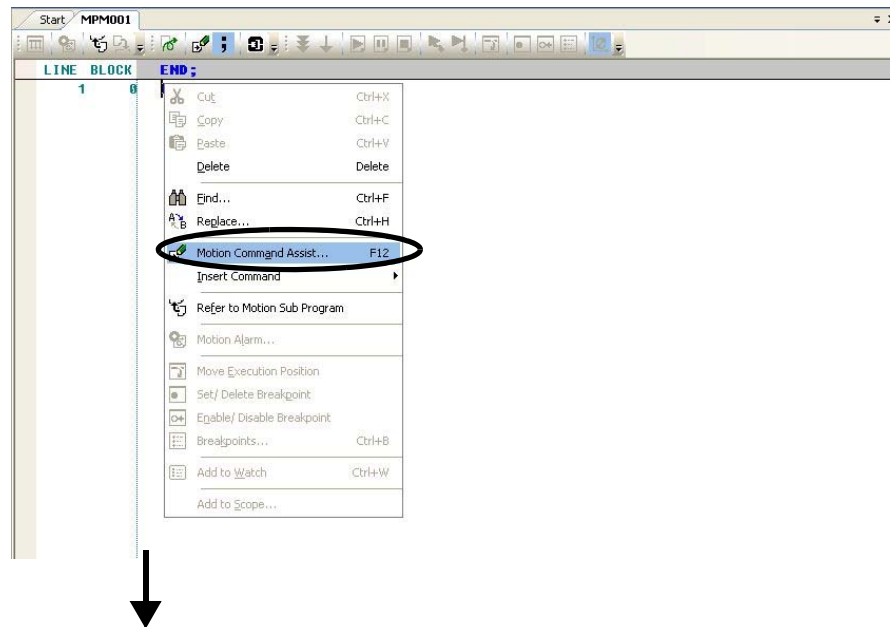 Start MPM001
LINE BLOCK END;
1 0
Cut Ctrl+X
Copy Ctrl+C
Paste Ctrl+V
Delete Delete
Find... Ctrl+F
Replace... Ctrl+H
Motion Command Assist... F12
Insert Command
Refer to Motion Sub Program
Motion Alarm...
Move Execution Position
Set/ Delete Breakpoint
Enable/ Disable Breakpoint
Breakpoints... Ctrl+B
Add to Watch Ctrl+W
Add to Scope...